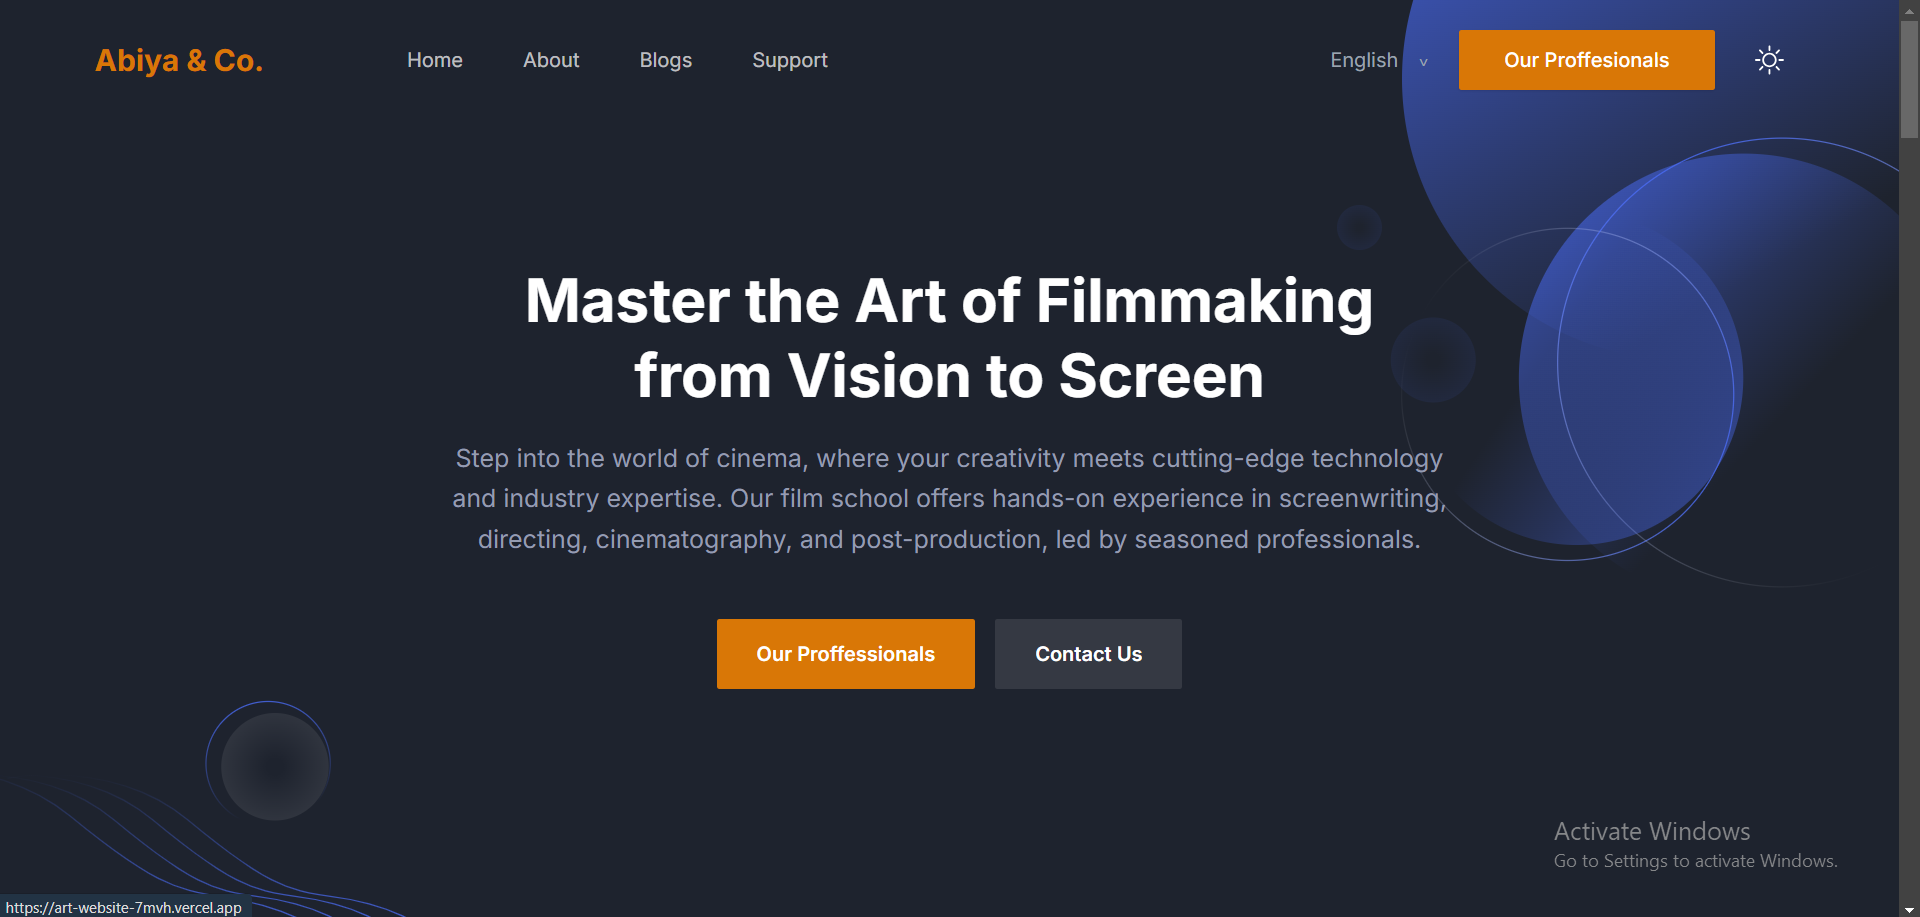 Abiya & Co.
Home
About
Blogs
Support
English
Our Proffesionals
Master the Art of Filmmaking
from Vision to Screen
Step into the world of cinema, where your creativity meets cutting-edge technology
and industry expertise. Our film school offers hands-on experience in screenwriting,
directing, cinematography, and post-production, led by seasoned professionals.
Our Proffessionals
Contact Us
Activate Windows
Go to Settings to activate Windows.
https://art-website-7mvh.vercel.app